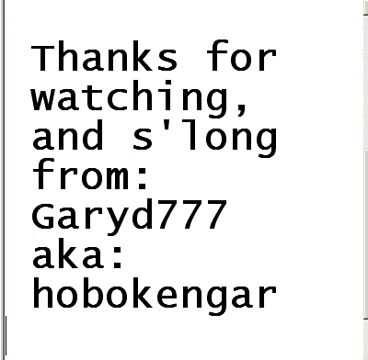 Thanks for
watching,
and s'long
from:
Garyd777
aka:
hobokengar